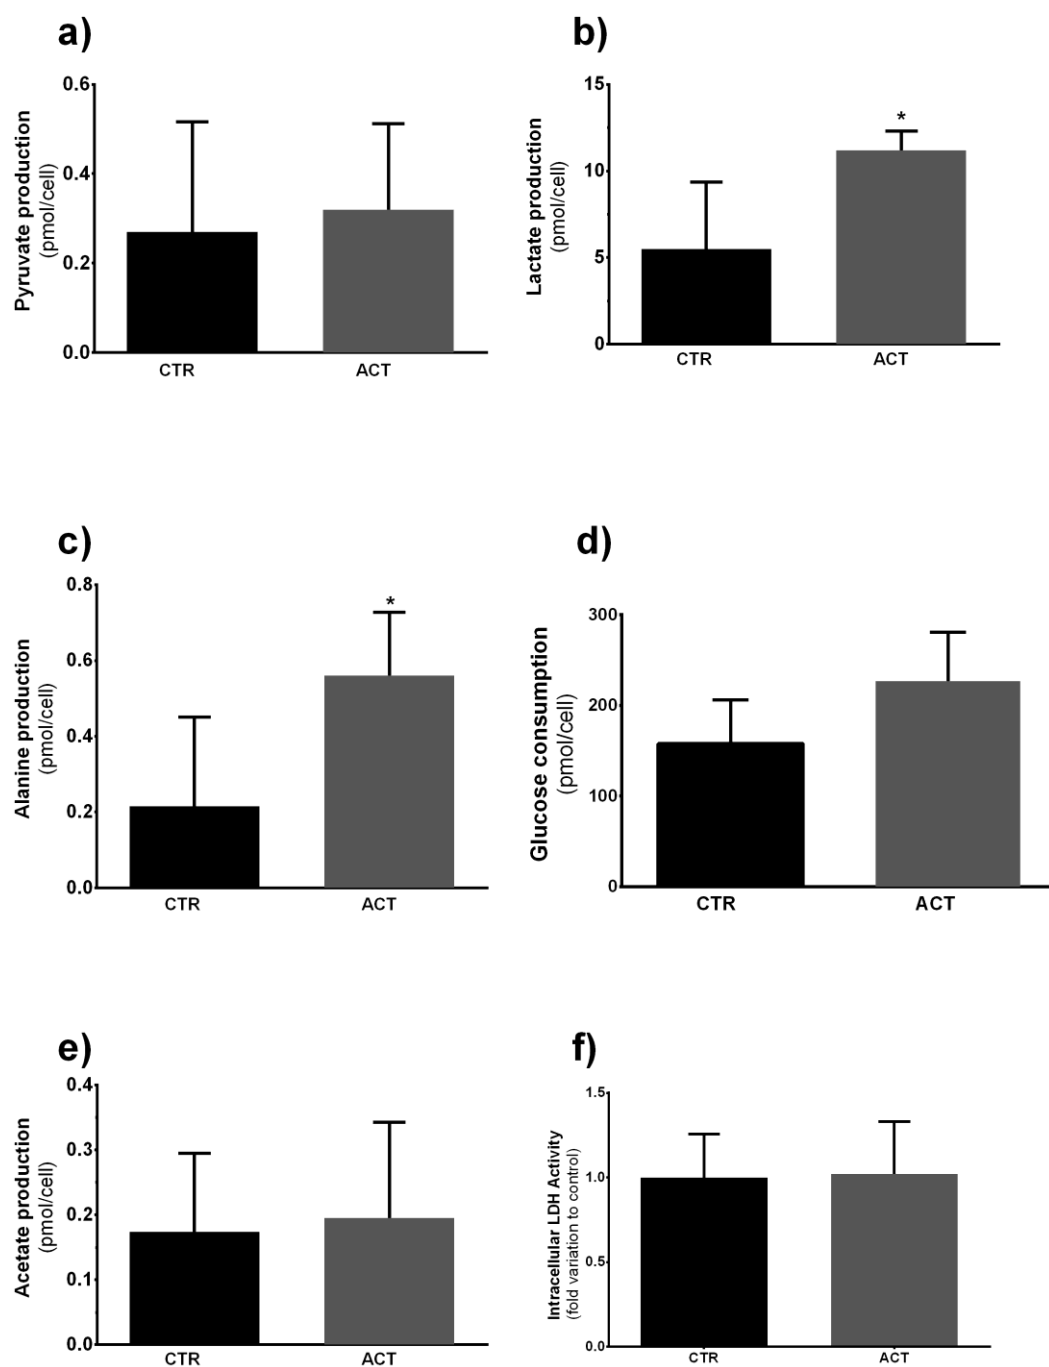 a)
Pyruvate production
(pmol/cell)
0.6
0.4
0.2
0.0
CTR
ACT
b)
Lactate production
(pmol/cell)
15
10
5
0
*
CTR
ACT
c)
Alanine production
(pmol/cell)
0.8
0.6
0.4
0.2
0.0
*
CTR
ACT
d)
Glucose consumption
(pmol/cell)
300
200
100
0
CTR
ACT
e)
Acetate production
(pmol/cell)
0.4
0.3
0.2
0.1
0.0
CTR
ACT
f)
Intracellular LDH Activity
(fold variation to control)
1.5
1.0
0.5
0.0
CTR
ACT